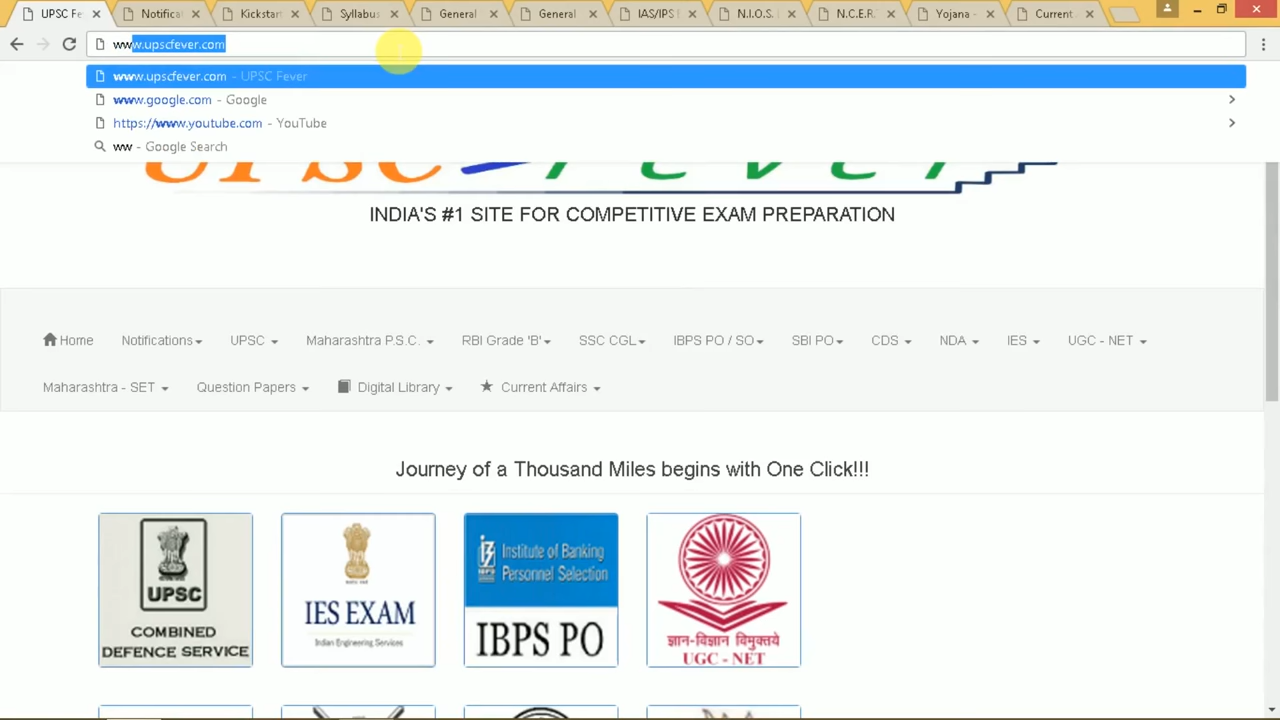 UPSC Fe
Notifica
Kickstar
Syllabus
General
General
IAS/IPS
N.I.O.S.
N.C.E.R.
Yojana -
Current
www.upscfever.com
www.upscfever.com - UPSC Fever
www.google.com - Google
https://www.youtube.com - YouTube
ww - Google Search
INDIA'S #1 SITE FOR COMPETITIVE EXAM PREPARATION
Home Notifications UPSC Maharashtra P.S.C. RBI Grade 'B' SSC CGL IBPS PO / SO SBI PO CDS NDA IES UGC - NET
Maharashtra - SET Question Papers Digital Library Current Affairs
Journey of a Thousand Miles begins with One Click!!!
UPSC
COMBINED
DEFENCE SERVICE
IES EXAM
Indian Engineering Services
Institute of Banking
Personnel Selection
IBPS PO
ज्ञान-विज्ञान विमुक्तये
UGC - NET